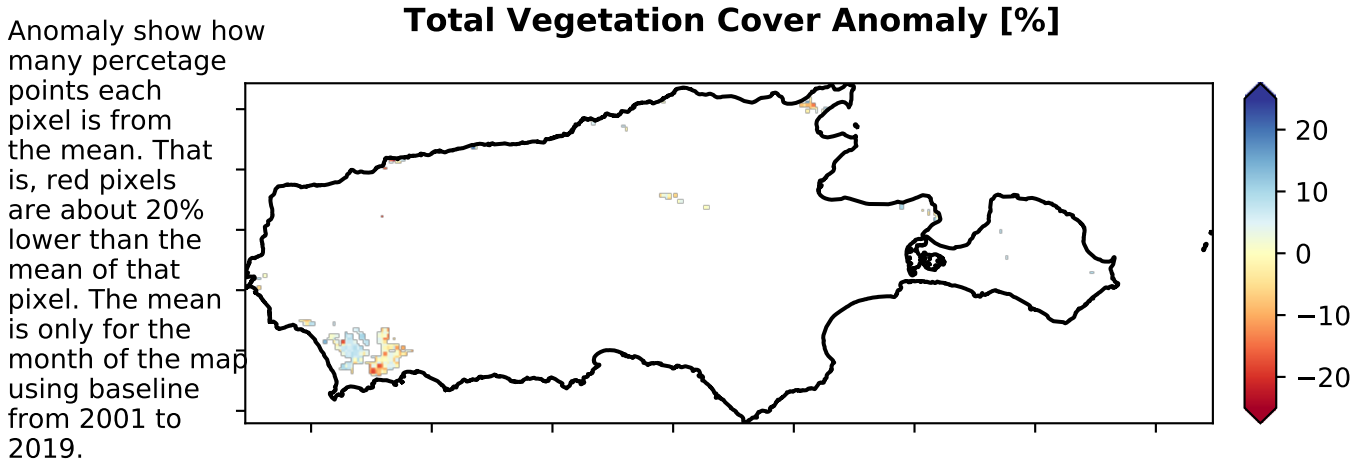 Total Vegetation Cover Anomaly [%]
Anomaly show how
many percetage
points each
pixel is from
the mean. That
is, red pixels
are about 20%
lower than the
mean of that
pixel. The mean
is only for the
month of the map
using baseline
from 2001 to
2019.
20
10
0
−10
−20